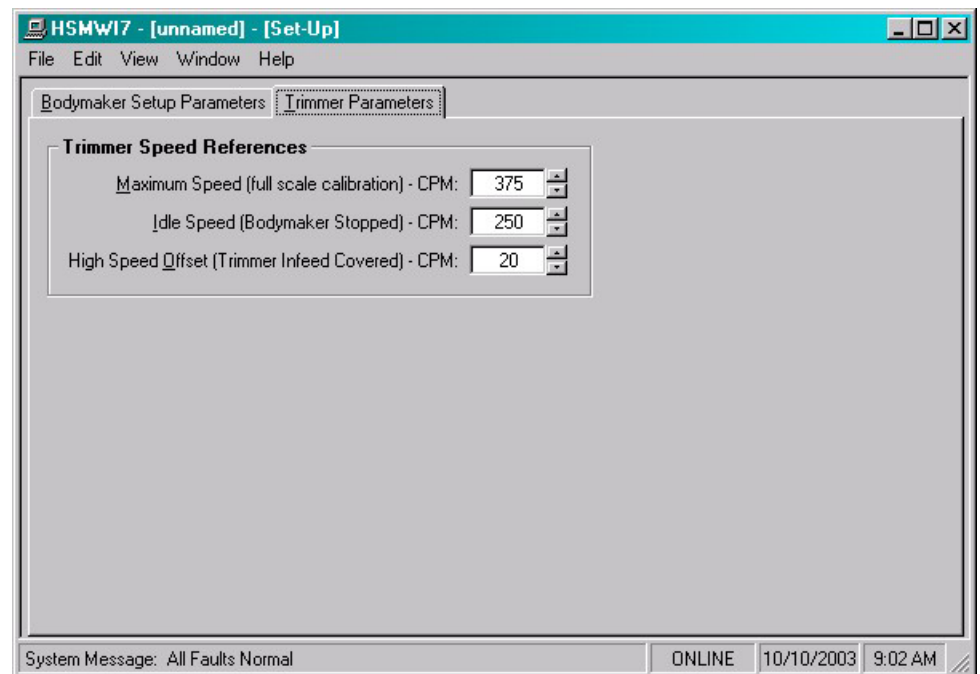 HSMWI7 - [unnamed] - [Set-Up]
File Edit View Window Help
Bodymaker Setup Parameters Trimmer Parameters
Trimmer Speed References
Maximum Speed (full scale calibration) - CPM: 375
Idle Speed (Bodymaker Stopped) - CPM: 250
High Speed Offset (Trimmer Infeed Covered) - CPM: 20
System Message: All Faults Normal ONLINE 10/10/2003 9:02 AM